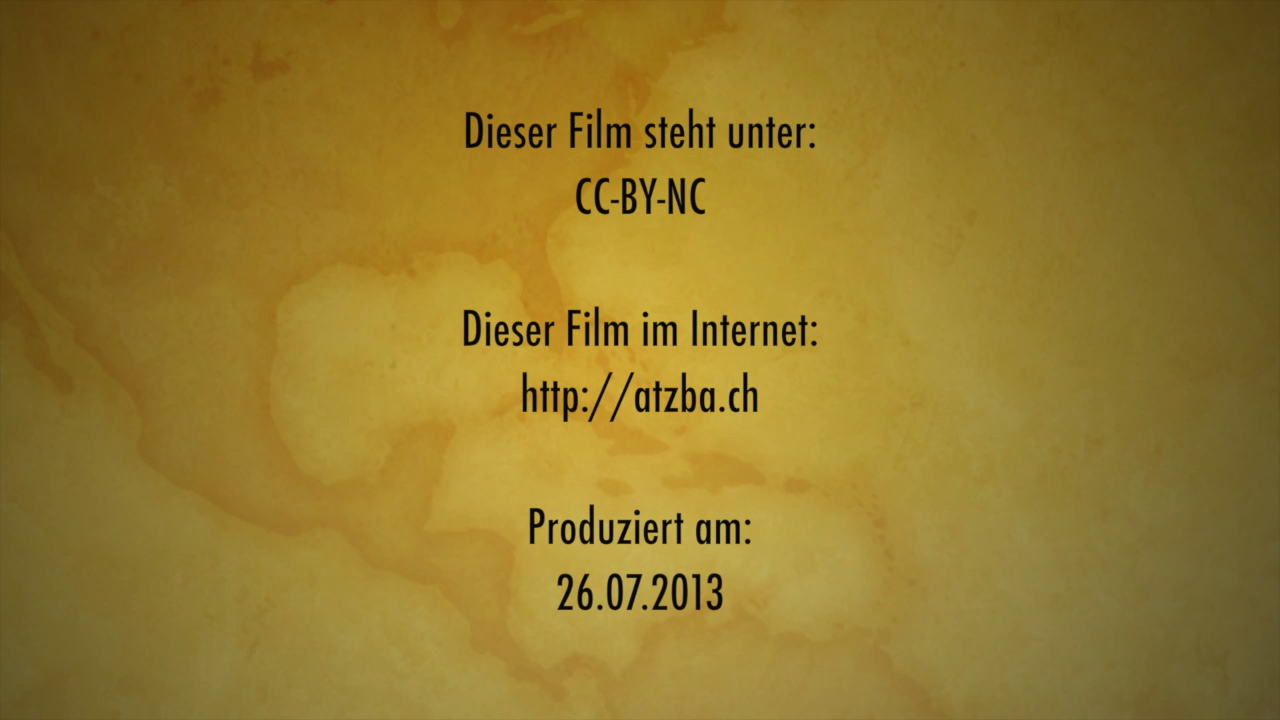 Dieser Film steht unter:
CC-BY-NC
Dieser Film im Internet:
http://atzba.ch
Produziert am:
26.07.2013